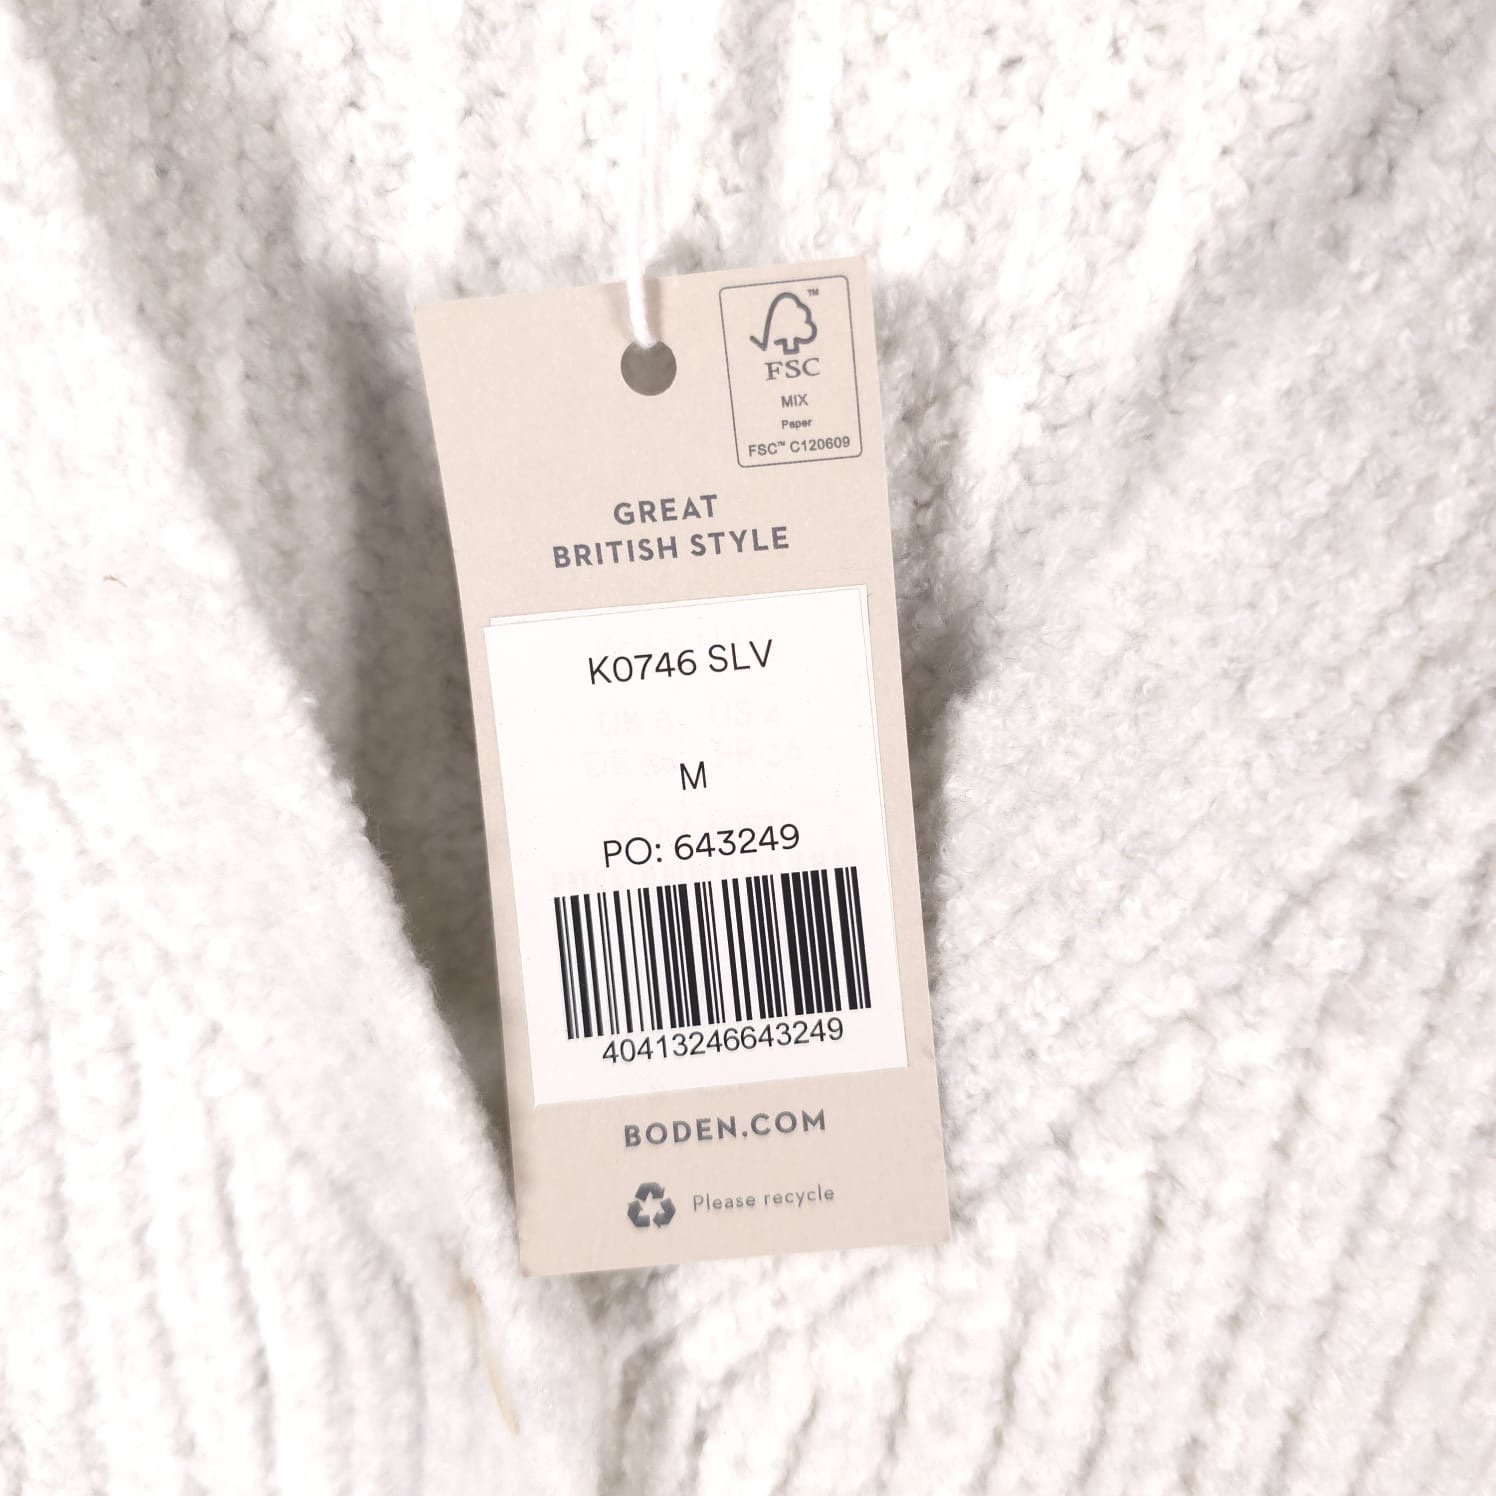 FSC
MIX
Paper
FSC™ C120609
GREAT
BRITISH STYLE
K0746 SLV
M
PO: 643249
40413246643249
BODEN.COM
Please recycle